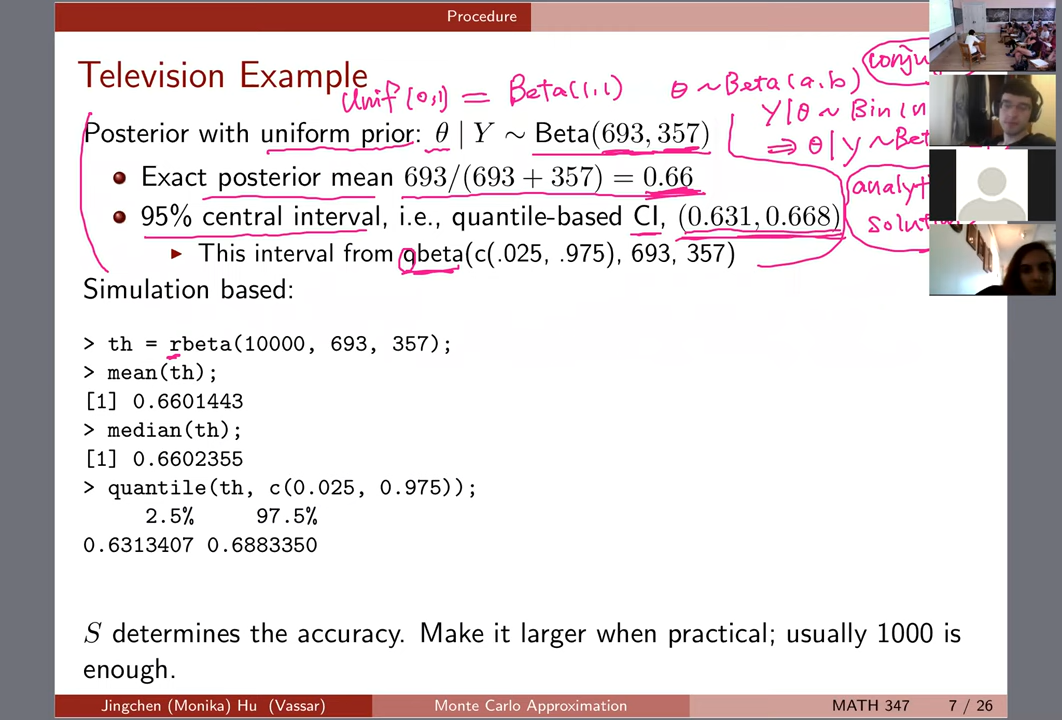 Procedure
Television Example
Unif(0,1) = Beta(1,1)
θ ~ Beta(a,b)
Y|θ ~ Bin(n
⇒ θ|Y ~ Bet
Posterior with uniform prior: θ | Y ∼ Beta(693, 357)
Exact posterior mean 693/(693 + 357) = 0.66
95% central interval, i.e., quantile-based CI, (0.631, 0.668)
This interval from qbeta(c(.025, .975), 693, 357)
Simulation based:
> th = rbeta(10000, 693, 357);
> mean(th);
[1] 0.6601443
> median(th);
[1] 0.6602355
> quantile(th, c(0.025, 0.975));
2.5% 97.5%
0.6313407 0.6883350
S determines the accuracy. Make it larger when practical; usually 1000 is
enough.
Jingchen (Monika) Hu (Vassar) Monte Carlo Approximation MATH 347 7 / 26